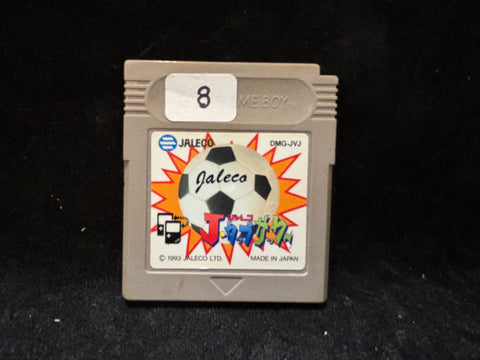 8
GAME BOY
JALECO
DMG-JVJ
Jaleco
© 1993 JALECO LTD.
MADE IN JAPAN